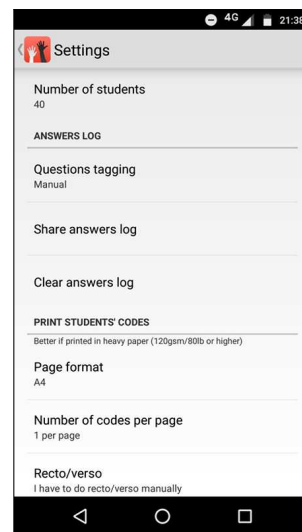 4G 21:38
Settings
Number of students
40
ANSWERS LOG
Questions tagging
Manual
Share answers log
Clear answers log
PRINT STUDENTS' CODES
Better if printed in heavy paper (120gsm/80lb or higher)
Page format
A4
Number of codes per page
1 per page
Recto/verso
I have to do recto/verso manually